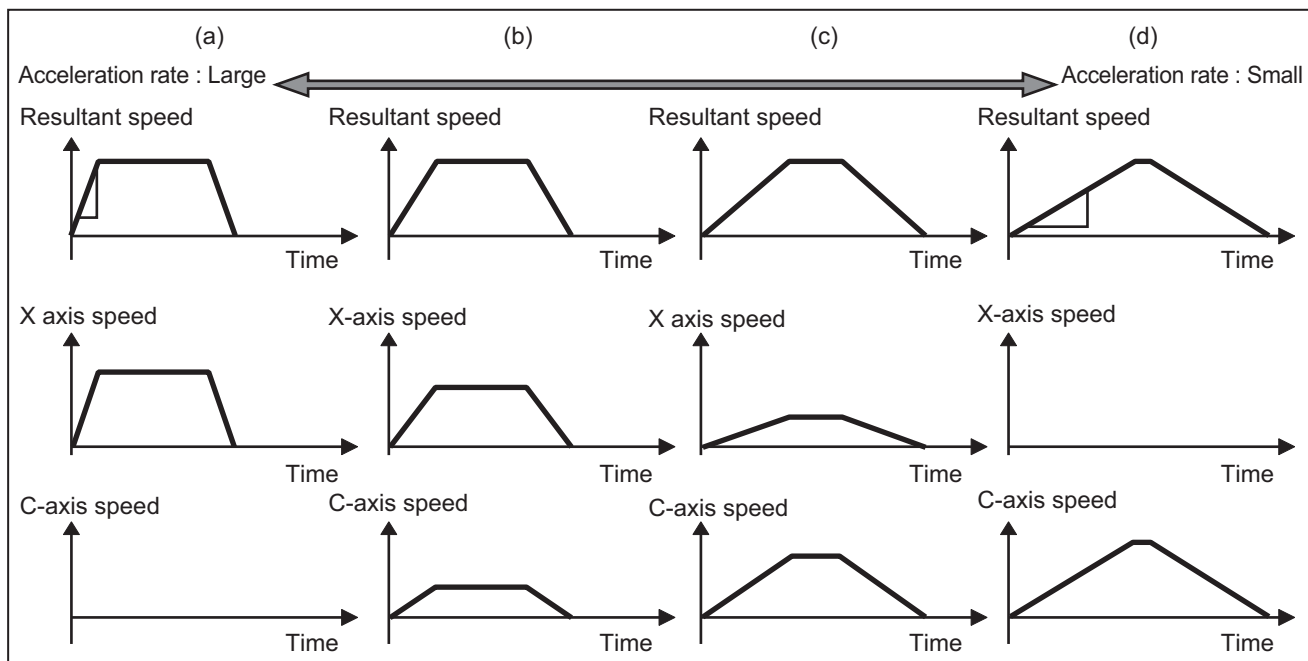 (a) (b) (c) (d)
Acceleration rate : Large Acceleration rate : Small
Resultant speed Resultant speed Resultant speed Resultant speed
Time Time Time Time
X axis speed X-axis speed X axis speed X-axis speed
Time Time Time Time
C-axis speed C-axis speed C-axis speed C-axis speed
Time Time Time Time